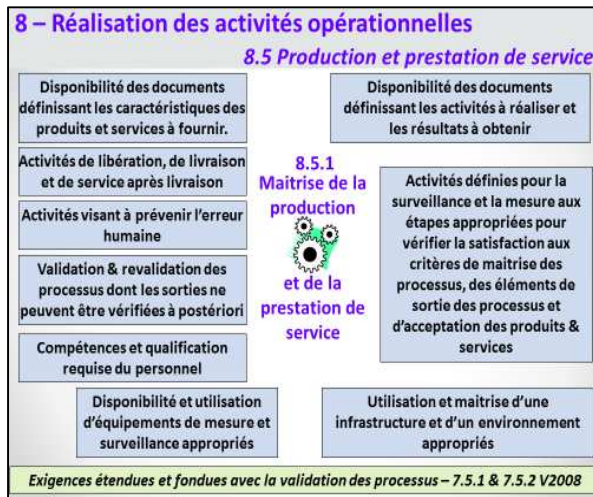 8 – Réalisation des activités opérationnelles
8.5 Production et prestation de service
Disponibilité des documents
définissant les caractéristiques des
produits et services à fournir.
Disponibilité des documents
définissant les activités à réaliser et
les résultats à obtenir
Activités de libération, de livraison
et de service après livraison
Activités visant à prévenir l'erreur
humaine
Validation & revalidation des
processus dont les sorties ne
peuvent être vérifiées à postériori
Compétences et qualification
requise du personnel
8.5.1
Maitrise de la
production
et de la
prestation de
service
Activités définies pour la
surveillance et la mesure aux
étapes appropriées pour
vérifier la satisfaction aux
critères de maitrise des
processus, des éléments de
sortie des processus et
d'acceptation des produits &
services
Disponibilité et utilisation
d'équipements de mesure et
surveillance appropriés
Utilisation et maitrise d'une
infrastructure et d'un environnement
appropriés
Exigences étendues et fondues avec la validation des processus – 7.5.1 & 7.5.2 V2008